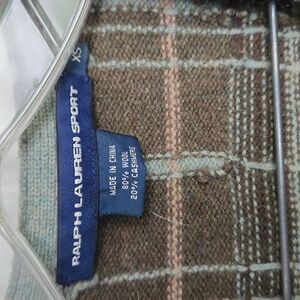 RALPH LAUREN SPORT
XS
MADE IN CHINA
80% WOOL
20% CASHMERE